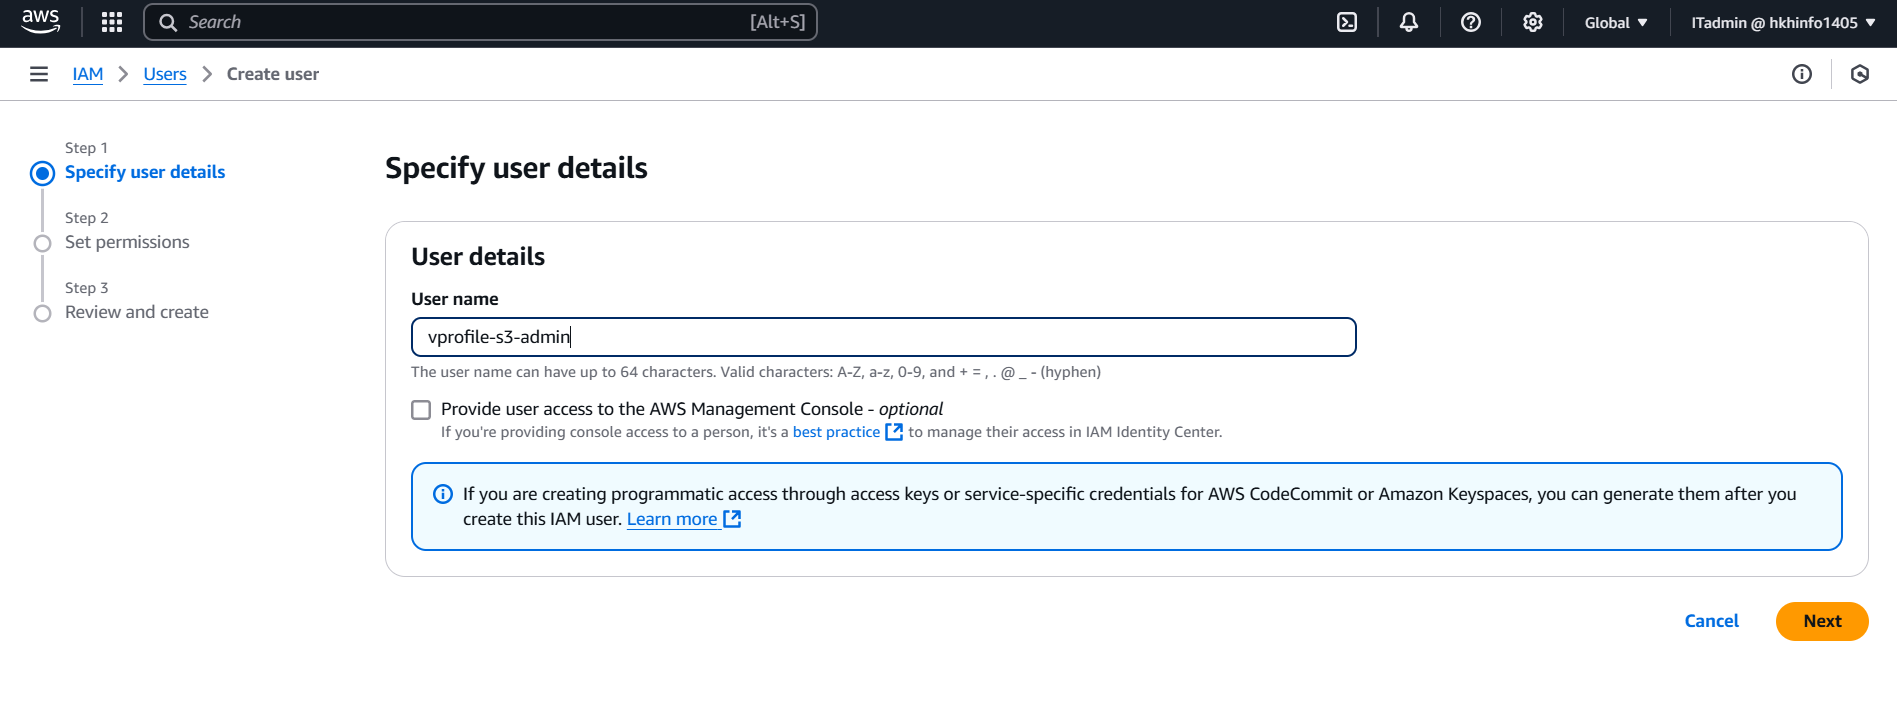 aws
Search [Alt+S]
Global
ITadmin @ hkhinfo1405
IAM
Users
Create user
Step 1
Specify user details
Step 2
Set permissions
Step 3
Review and create
Specify user details
User details
User name
vprofile-s3-admin
The user name can have up to 64 characters. Valid characters: A-Z, a-z, 0-9, and + = , . @ _ - (hyphen)
Provide user access to the AWS Management Console - optional
If you're providing console access to a person, it's a best practice to manage their access in IAM Identity Center.
If you are creating programmatic access through access keys or service-specific credentials for AWS CodeCommit or Amazon Keyspaces, you can generate them after you
create this IAM user. Learn more
Cancel
Next